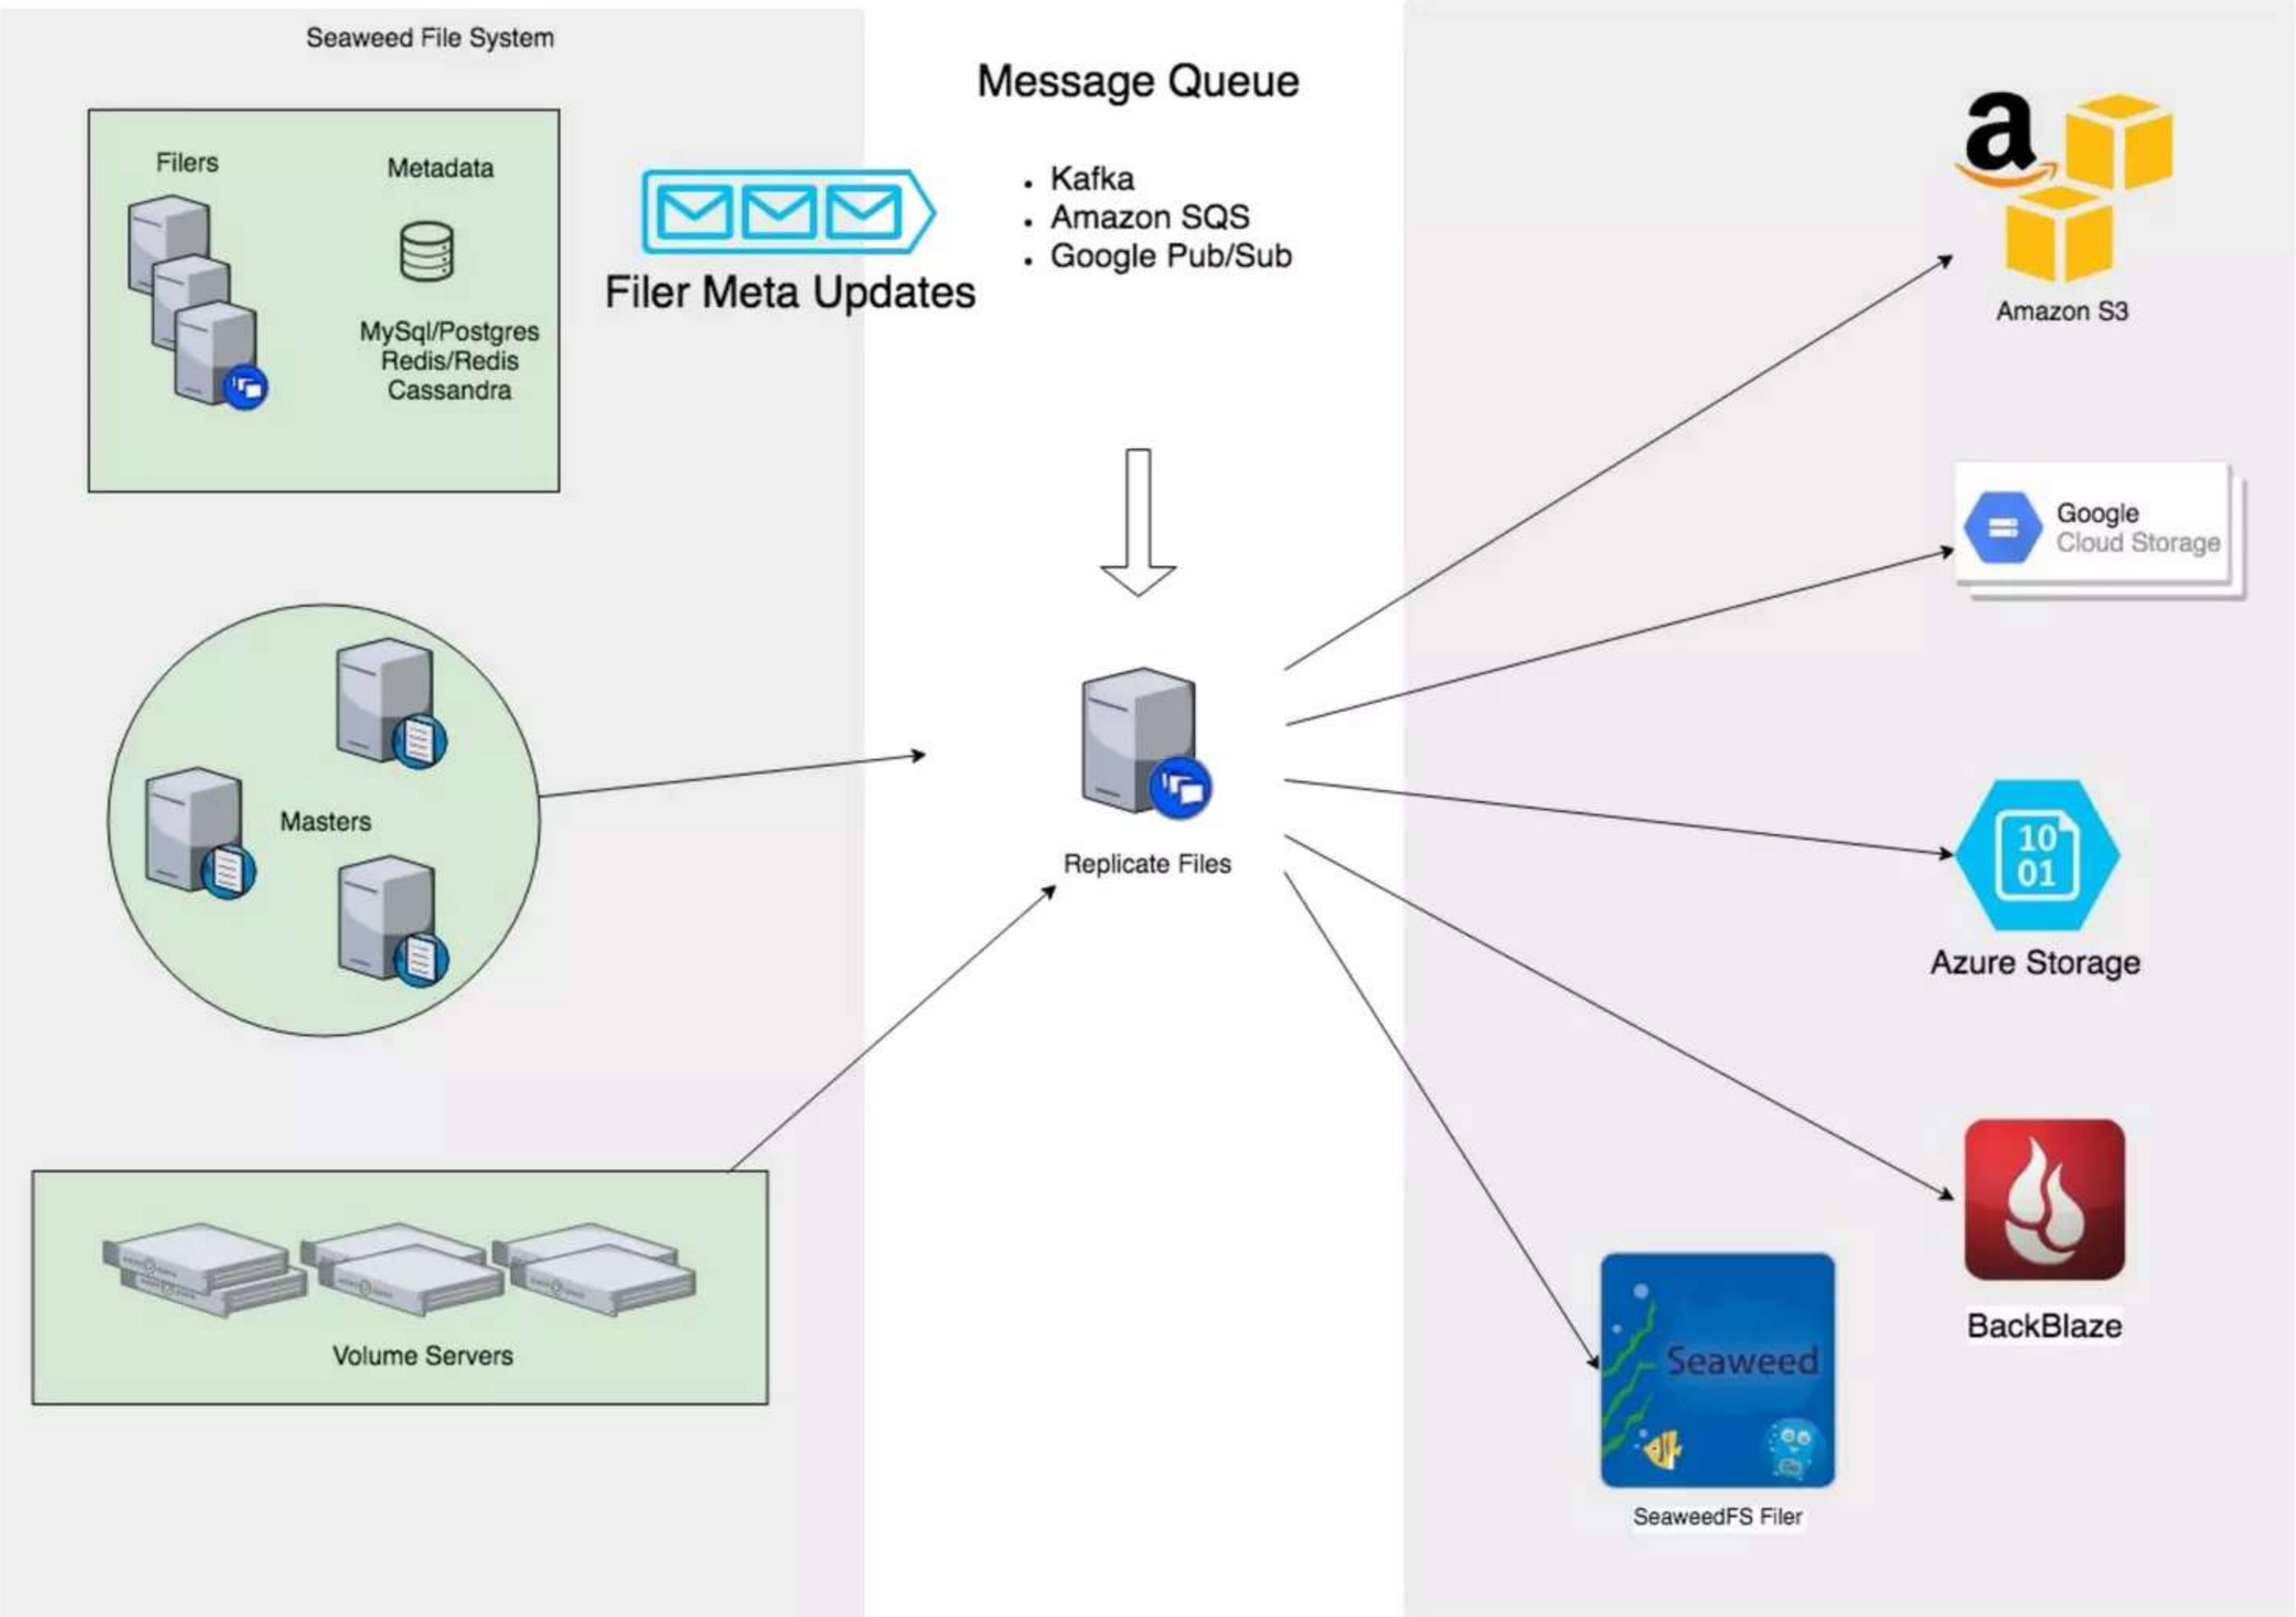 Seaweed File System
Filers
Metadata
MySql/Postgres
Redis/Redis
Cassandra
Filer Meta Updates
Message Queue
• Kafka
• Amazon SQS
• Google Pub/Sub
Masters
Replicate Files
Volume Servers
a
Amazon S3
Google
Cloud Storage
10
01
Azure Storage
BackBlaze
Seaweed
SeaweedFS Filer